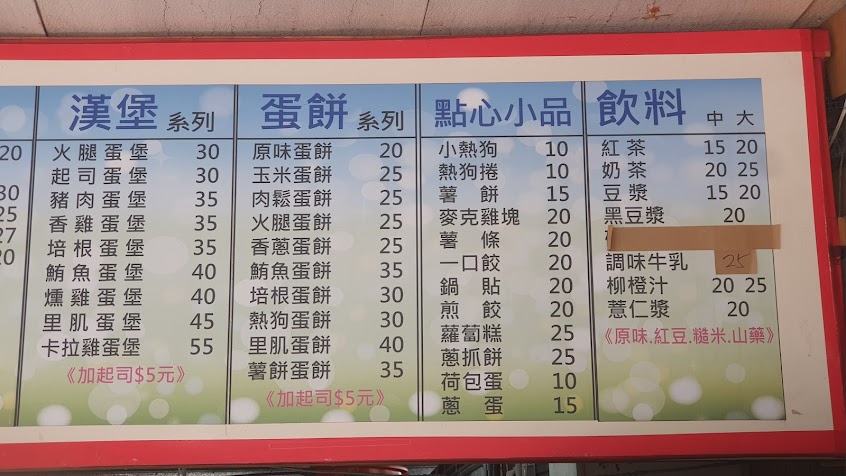 20
30
25
27
20
漢堡 系列
火腿蛋堡 30
起司蛋堡 30
豬肉蛋堡 35
香雞蛋堡 35
培根蛋堡 35
鮪魚蛋堡 40
燻雞蛋堡 40
里肌蛋堡 45
卡拉雞蛋堡 55
《加起司$5元》
蛋餅 系列
原味蛋餅 20
玉米蛋餅 25
肉鬆蛋餅 25
火腿蛋餅 25
香蔥蛋餅 25
鮪魚蛋餅 35
培根蛋餅 30
熱狗蛋餅 30
里肌蛋餅 40
薯餅蛋餅 35
《加起司$5元》
點心小品
小熱狗 10
熱狗捲 10
薯餅 15
麥克雞塊 20
薯條 20
一口餃 20
鍋貼 20
煎餃 20
蘿蔔糕 25
蔥抓餅 25
荷包蛋 10
蔥蛋 15
飲料 中 大
紅茶 15 20
奶茶 20 25
豆漿 15 20
黑豆漿 20
調味牛乳 25
柳橙汁 20 25
薏仁漿 20
《原味.紅豆.糙米.山藥》